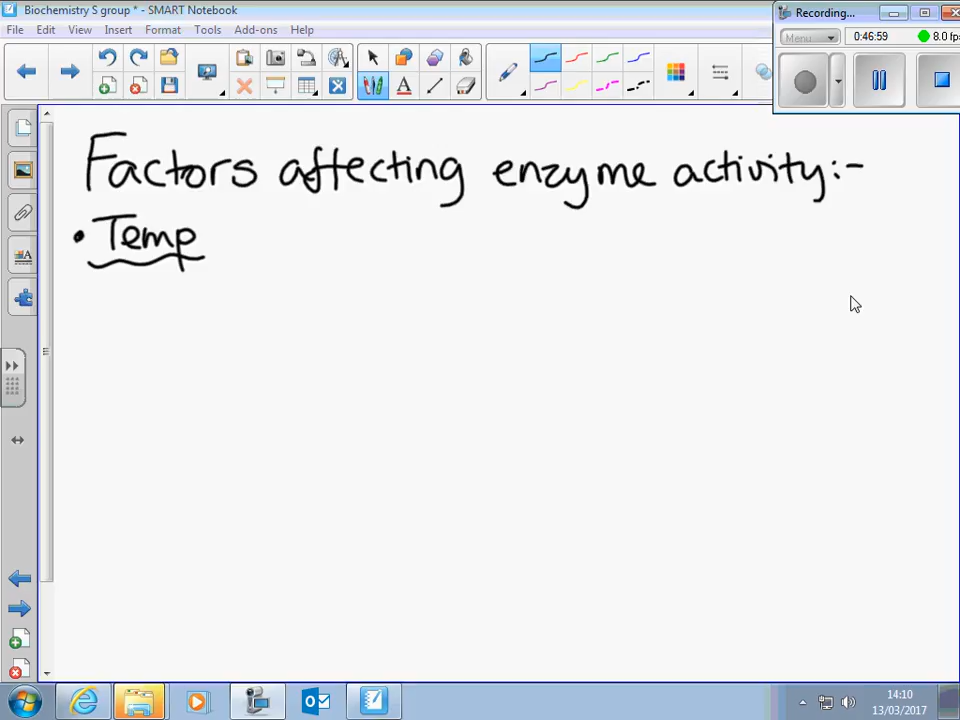 Biochemistry S group * - SMART Notebook
File Edit View Insert Format Tools Add-ons Help
Recording...
Menu 0:46:59 8.0 fp
Factors affecting enzyme activity:-
• Temp
14:10
13/03/2017